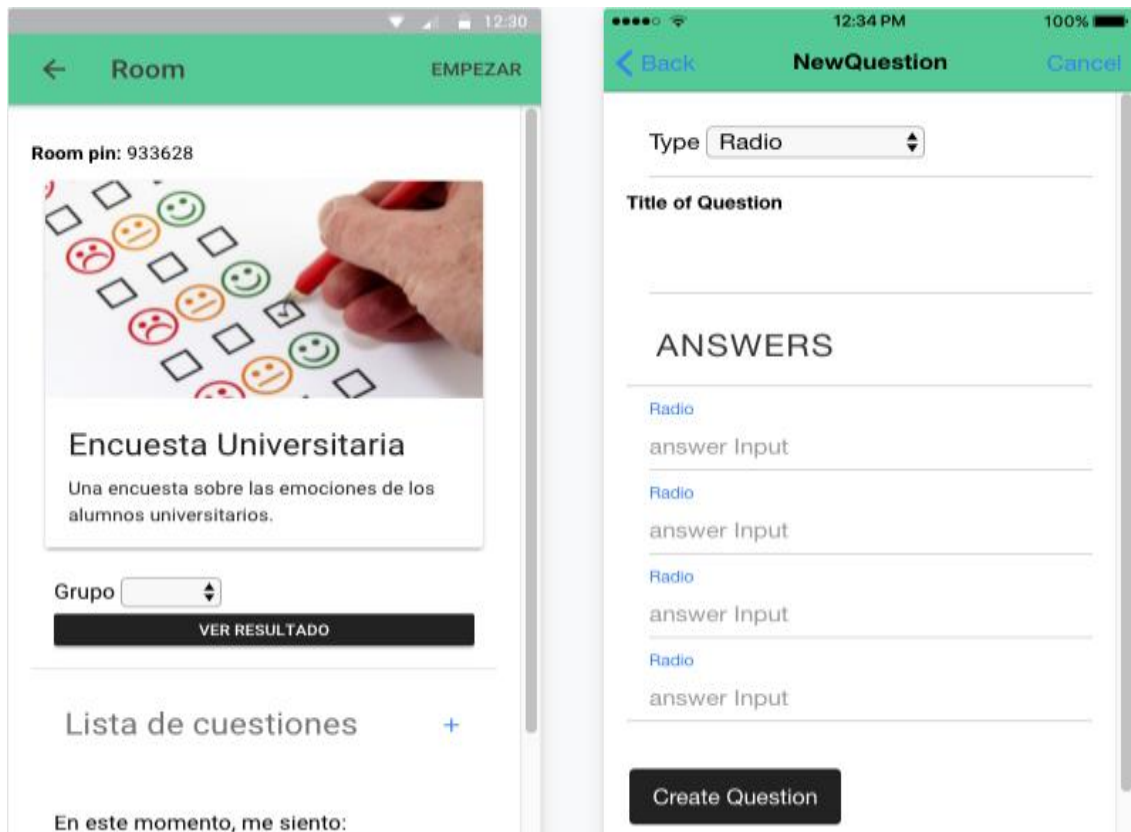 12:30
Room
EMPEZAR
Room pin: 933628
Encuesta Universitaria
Una encuesta sobre las emociones de los
alumnos universitarios.
Grupo
VER RESULTADO
Lista de cuestiones +
En este momento, me siento:
12:34 PM
100%
Back
NewQuestion
Cancel
Type Radio
Title of Question
ANSWERS
Radio
answer Input
Radio
answer Input
Radio
answer Input
Radio
answer Input
Create Question